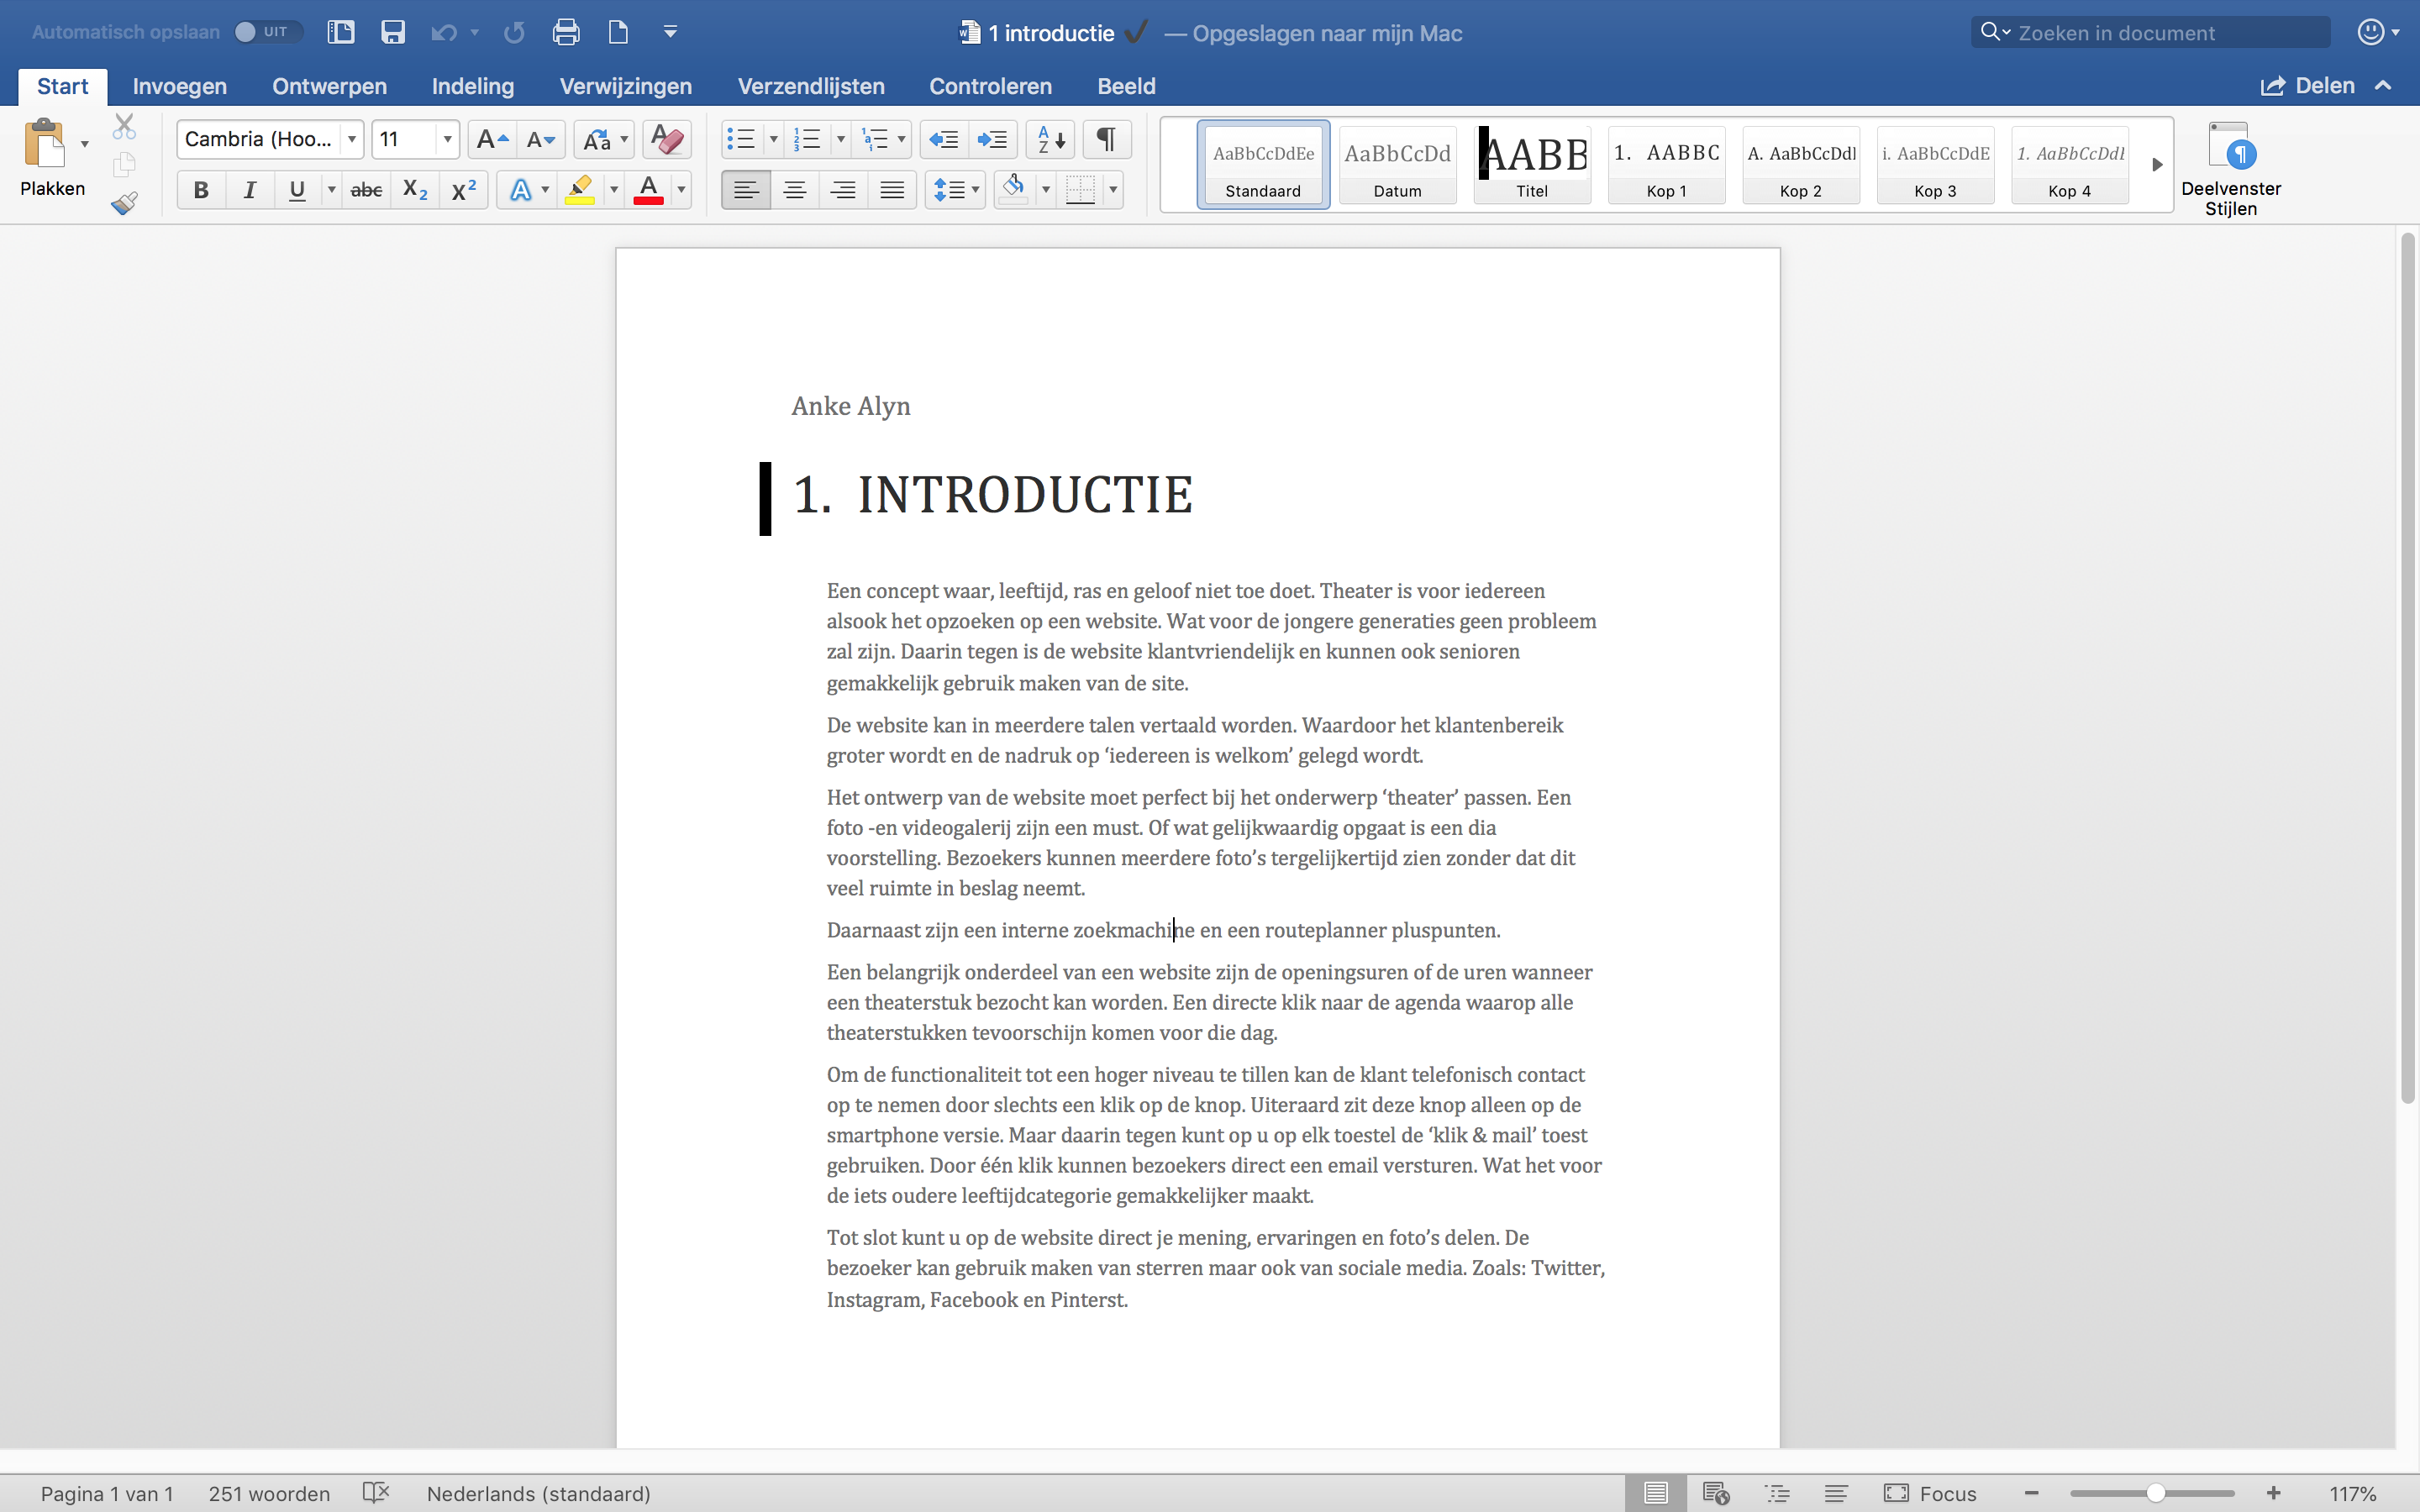 Automatisch opslaan UIT
1 introductie ✔ — Opgeslagen naar mijn Mac
Zoeken in document
Start Invoegen Ontwerpen Indeling Verwijzingen Verzendlijsten Controleren Beeld Delen
Plakken
Cambria (Hoo... 11
AaBbCcDdEe AaBbCcDd AABB 1. AABBC A. AaBbCcDdI i. AaBbCcDdE 1. AaBbCcDdE
Standaard Datum Titel Kop 1 Kop 2 Kop 3 Kop 4
Deelvenster
Stijlen
Anke Alyn
1. INTRODUCTIE
Een concept waar, leeftijd, ras en geloof niet toe doet. Theater is voor iedereen
alsook het opzoeken op een website. Wat voor de jongere generaties geen probleem
zal zijn. Daarin tegen is de website klantvriendelijk en kunnen ook senioren
gemakkelijk gebruik maken van de site.
De website kan in meerdere talen vertaald worden. Waardoor het klantenbereik
groter wordt en de nadruk op ‘iedereen is welkom’ gelegd wordt.
Het ontwerp van de website moet perfect bij het onderwerp ‘theater’ passen. Een
foto -en videogalerij zijn een must. Of wat gelijkwaardig opgaat is een dia
voorstelling. Bezoekers kunnen meerdere foto’s tergelijkertijd zien zonder dat dit
veel ruimte in beslag neemt.
Daarnaast zijn een interne zoekmachine en een routeplanner pluspunten.
Een belangrijk onderdeel van een website zijn de openingsuren of de uren wanneer
een theaterstuk bezocht kan worden. Een directe klik naar de agenda waarop alle
theaterstukken tevoorschijn komen voor die dag.
Om de functionaliteit tot een hoger niveau te tillen kan de klant telefonisch contact
op te nemen door slechts een klik op de knop. Uiteraard zit deze knop alleen op de
smartphone versie. Maar daarin tegen kunt op u op elk toestel de ‘klik & mail’ toest
gebruiken. Door één klik kunnen bezoekers direct een email versturen. Wat het voor
de iets oudere leeftijdcategorie gemakkelijker maakt.
Tot slot kunt u op de website direct je mening, ervaringen en foto’s delen. De
bezoeker kan gebruik maken van sterren maar ook van sociale media. Zoals: Twitter,
Instagram, Facebook en Pinterst.
Pagina 1 van 1 251 woorden Nederlands (standaard) Focus 117%